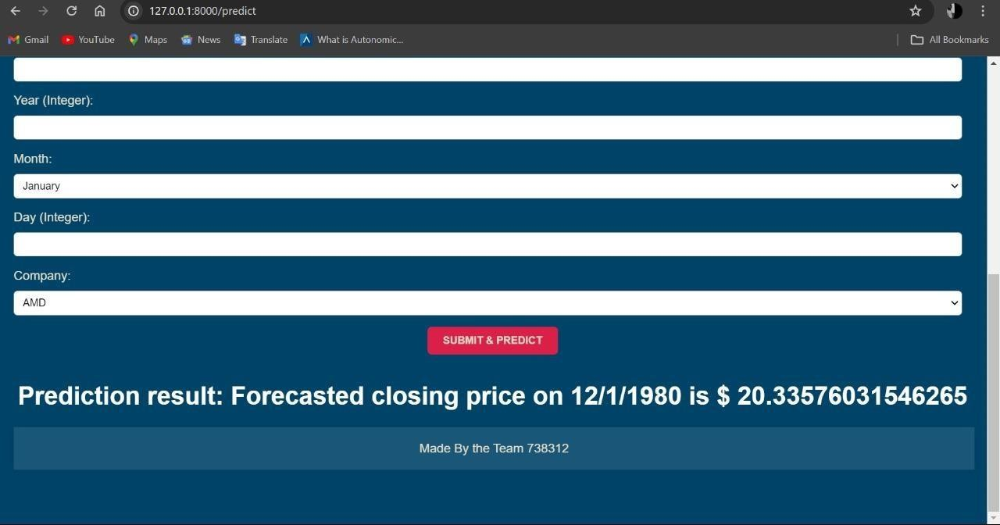 127.0.0.1:8000/predict
Gmail YouTube Maps News Translate What is Autonomic... All Bookmarks
Year (Integer):
Month:
January
Day (Integer):
Company:
AMD
SUBMIT & PREDICT
Prediction result: Forecasted closing price on 12/1/1980 is $ 20.33576031546265
Made By the Team 738312